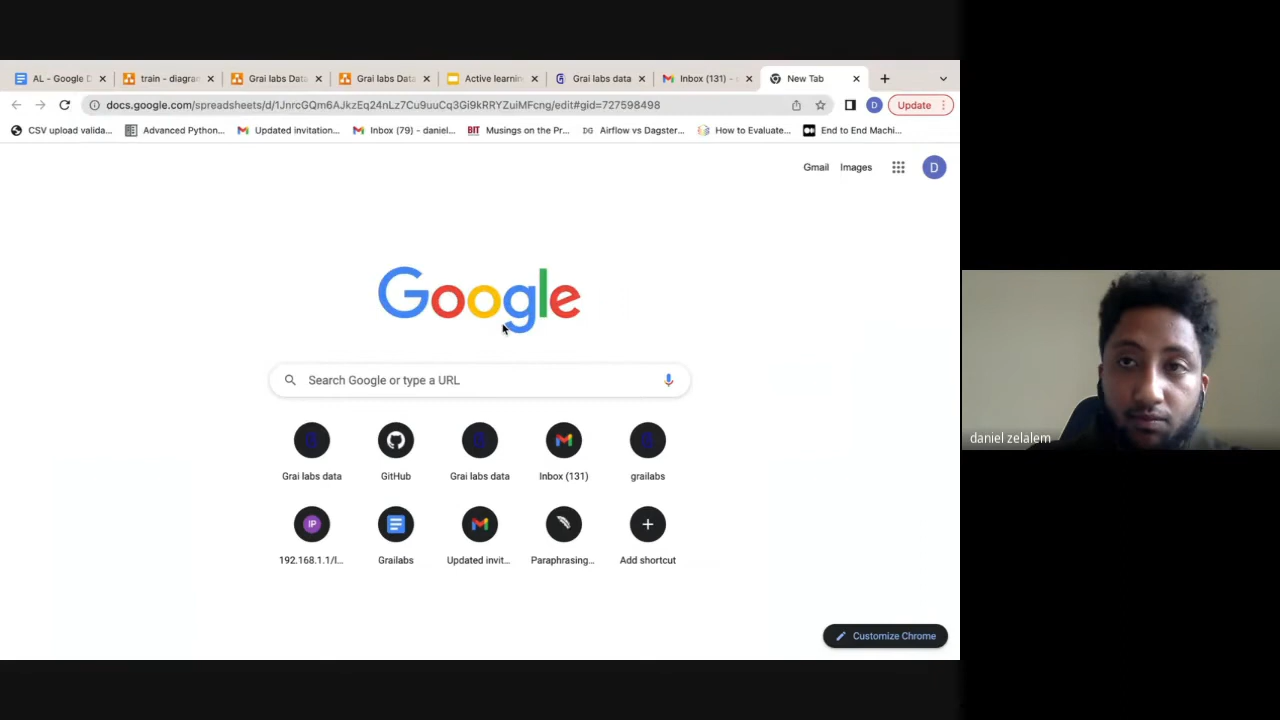 AL - Google D
train - diagram
Grai labs Data
Grai labs Data
Active learnin
Grai labs data
Inbox (131) -
New Tab
docs.google.com/spreadsheets/d/1JnrcGQm6AJkzEq24nLz7Cu9uuCq3Gi9kRRYZuiMFcng/edit#gid=727598498
D
Update
CSV upload valida...
Advanced Python...
Updated invitation...
Inbox (79) - daniel...
BIT Musings on the Pr...
DG Airflow vs Dagster...
How to Evaluate...
End to End Machi...
Gmail
Images
D
Google
Search Google or type a URL
Grai labs data
GitHub
Grai labs data
Inbox (131)
grailabs
IP
192.168.1.1/l...
Grailabs
Updated invit...
Paraphrasing...
Add shortcut
Customize Chrome
daniel zelalem